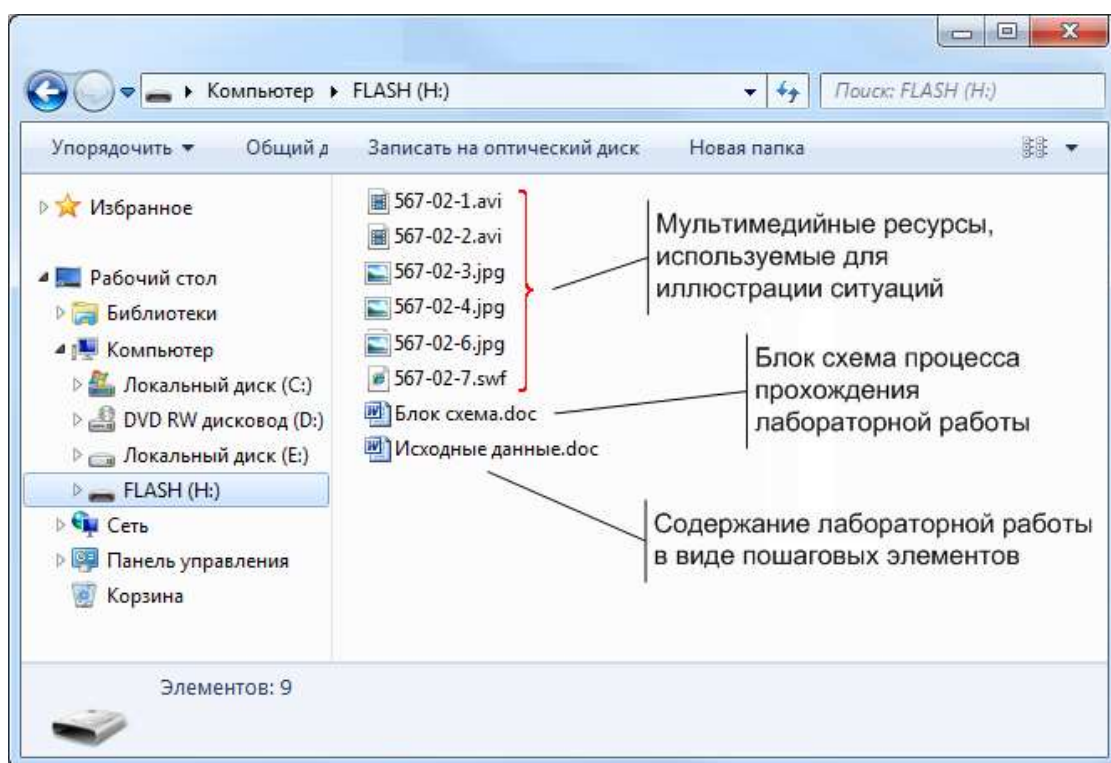 Компьютер FLASH (H:) Поиск: FLASH (H:)
Упорядочить Общий д Записать на оптический диск Новая папка
Избранное
Рабочий стол
Библиотеки
Компьютер
Локальный диск (C:)
DVD RW дисковод (D:)
Локальный диск (E:)
FLASH (H:)
Сеть
Панель управления
Корзина
567-02-1.avi
567-02-2.avi
567-02-3.jpg
567-02-4.jpg
567-02-6.jpg
567-02-7.swf
Блок схема.doc
Исходные данные.doc
Мультимедийные ресурсы,
используемые для
иллюстрации ситуаций
Блок схема процесса
прохождения
лабораторной работы
Содержание лабораторной работы
в виде пошаговых элементов
Элементов: 9